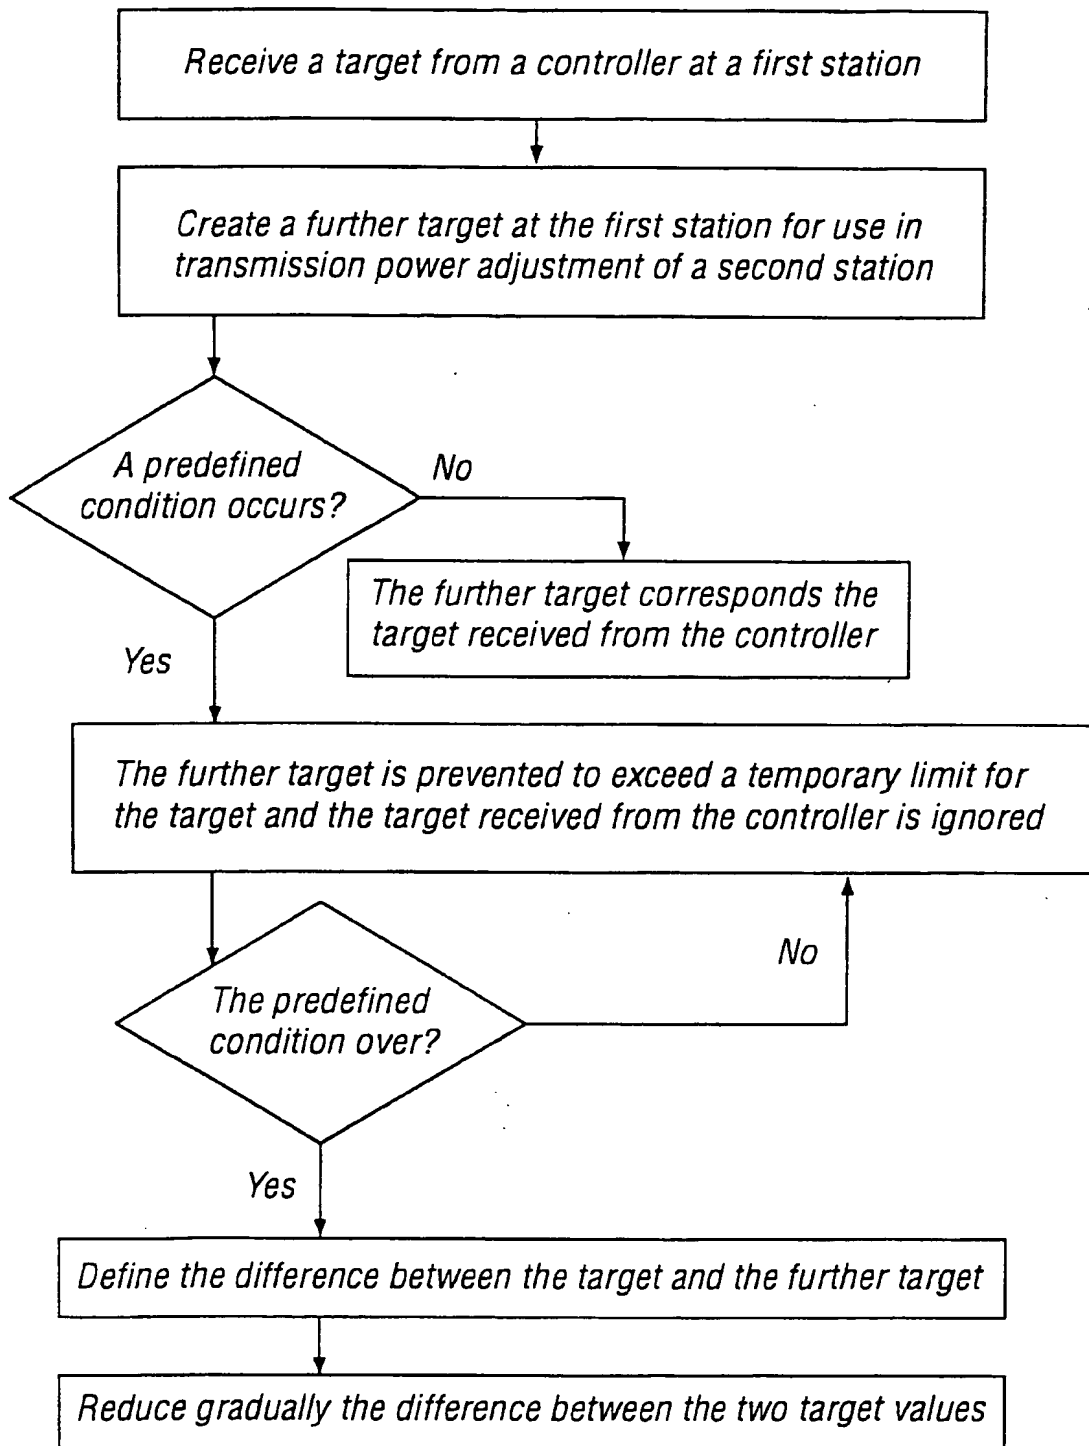 Receive a target from a controller at a first station
Create a further target at the first station for use in
transmission power adjustment of a second station
A predefined
condition occurs?
No
The further target corresponds the
target received from the controller
Yes
The further target is prevented to exceed a temporary limit for
the target and the target received from the controller is ignored
No
The predefined
condition over?
Yes
Define the difference between the target and the further target
Reduce gradually the difference between the two target values